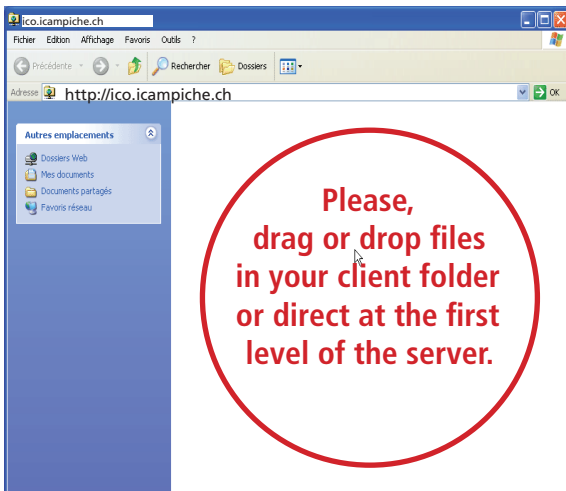 ico.icampiche.ch
Fichier Edition Affichage Favoris Outils ?
Précédente Rechercher Dossiers
Adresse http://ico.icampiche.ch OK
Autres emplacements
Dossiers Web
Mes documents
Documents partagés
Favoris réseau
Please,
drag or drop files
in your client folder
or direct at the first
level of the server.